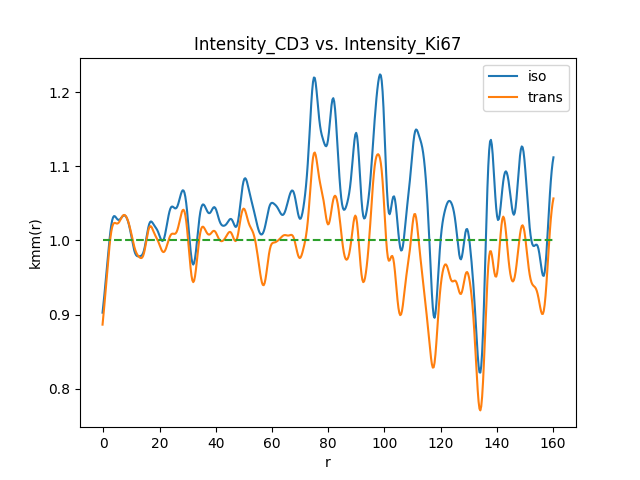 Intensity_CD3 vs. Intensity_Ki67
iso
trans
kmm(r)
1.2
1.1
1.0
0.9
0.8
0 20 40 60 80 100 120 140 160
r